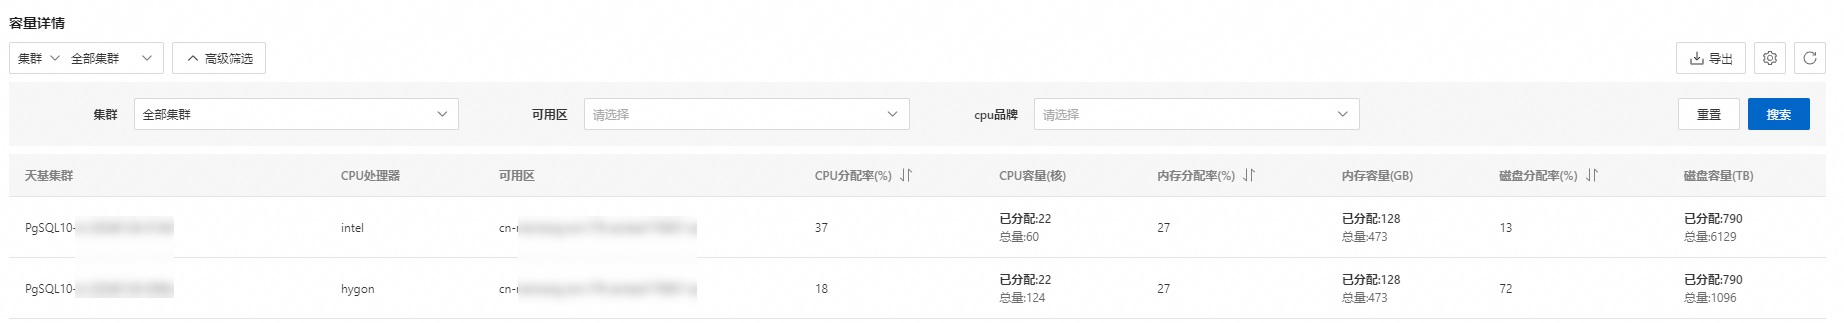 容量详情
集群 全部集群 高级筛选 导出
集群 全部集群 可用区 请选择 cpu品牌 请选择 重置 搜索
天基集群 CPU处理器 可用区 CPU分配率(%) CPU容量(核) 内存分配率(%) 内存容量(GB) 磁盘分配率(%) 磁盘容量(TB)
PgSQL10- intel cn- 37 已分配:22 27 已分配:128 13 已分配:790
总量:60 总量:473 总量:6129
PgSQL10- hygon cn- 18 已分配:22 27 已分配:128 72 已分配:790
总量:124 总量:473 总量:1096